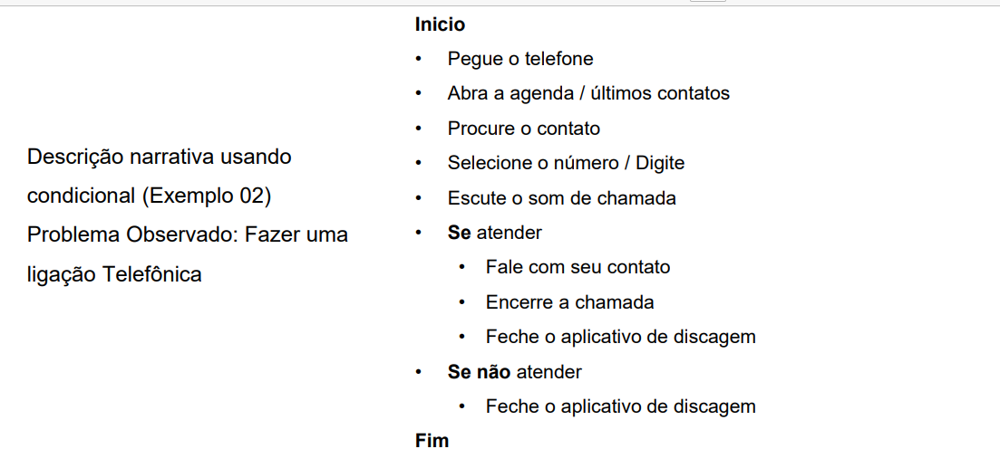 Descrição narrativa usando
condicional (Exemplo 02)
Problema Observado: Fazer uma
ligação Telefônica
Inicio
• Pegue o telefone
• Abra a agenda / últimos contatos
• Procure o contato
• Selecione o número / Digite
• Escute o som de chamada
• Se atender
• Fale com seu contato
• Encerre a chamada
• Feche o aplicativo de discagem
• Se não atender
• Feche o aplicativo de discagem
Fim